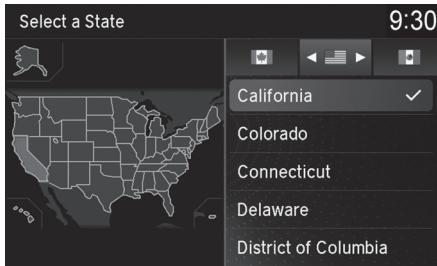 Select a State
9:30
California
Colorado
Connecticut
Delaware
District of Columbia